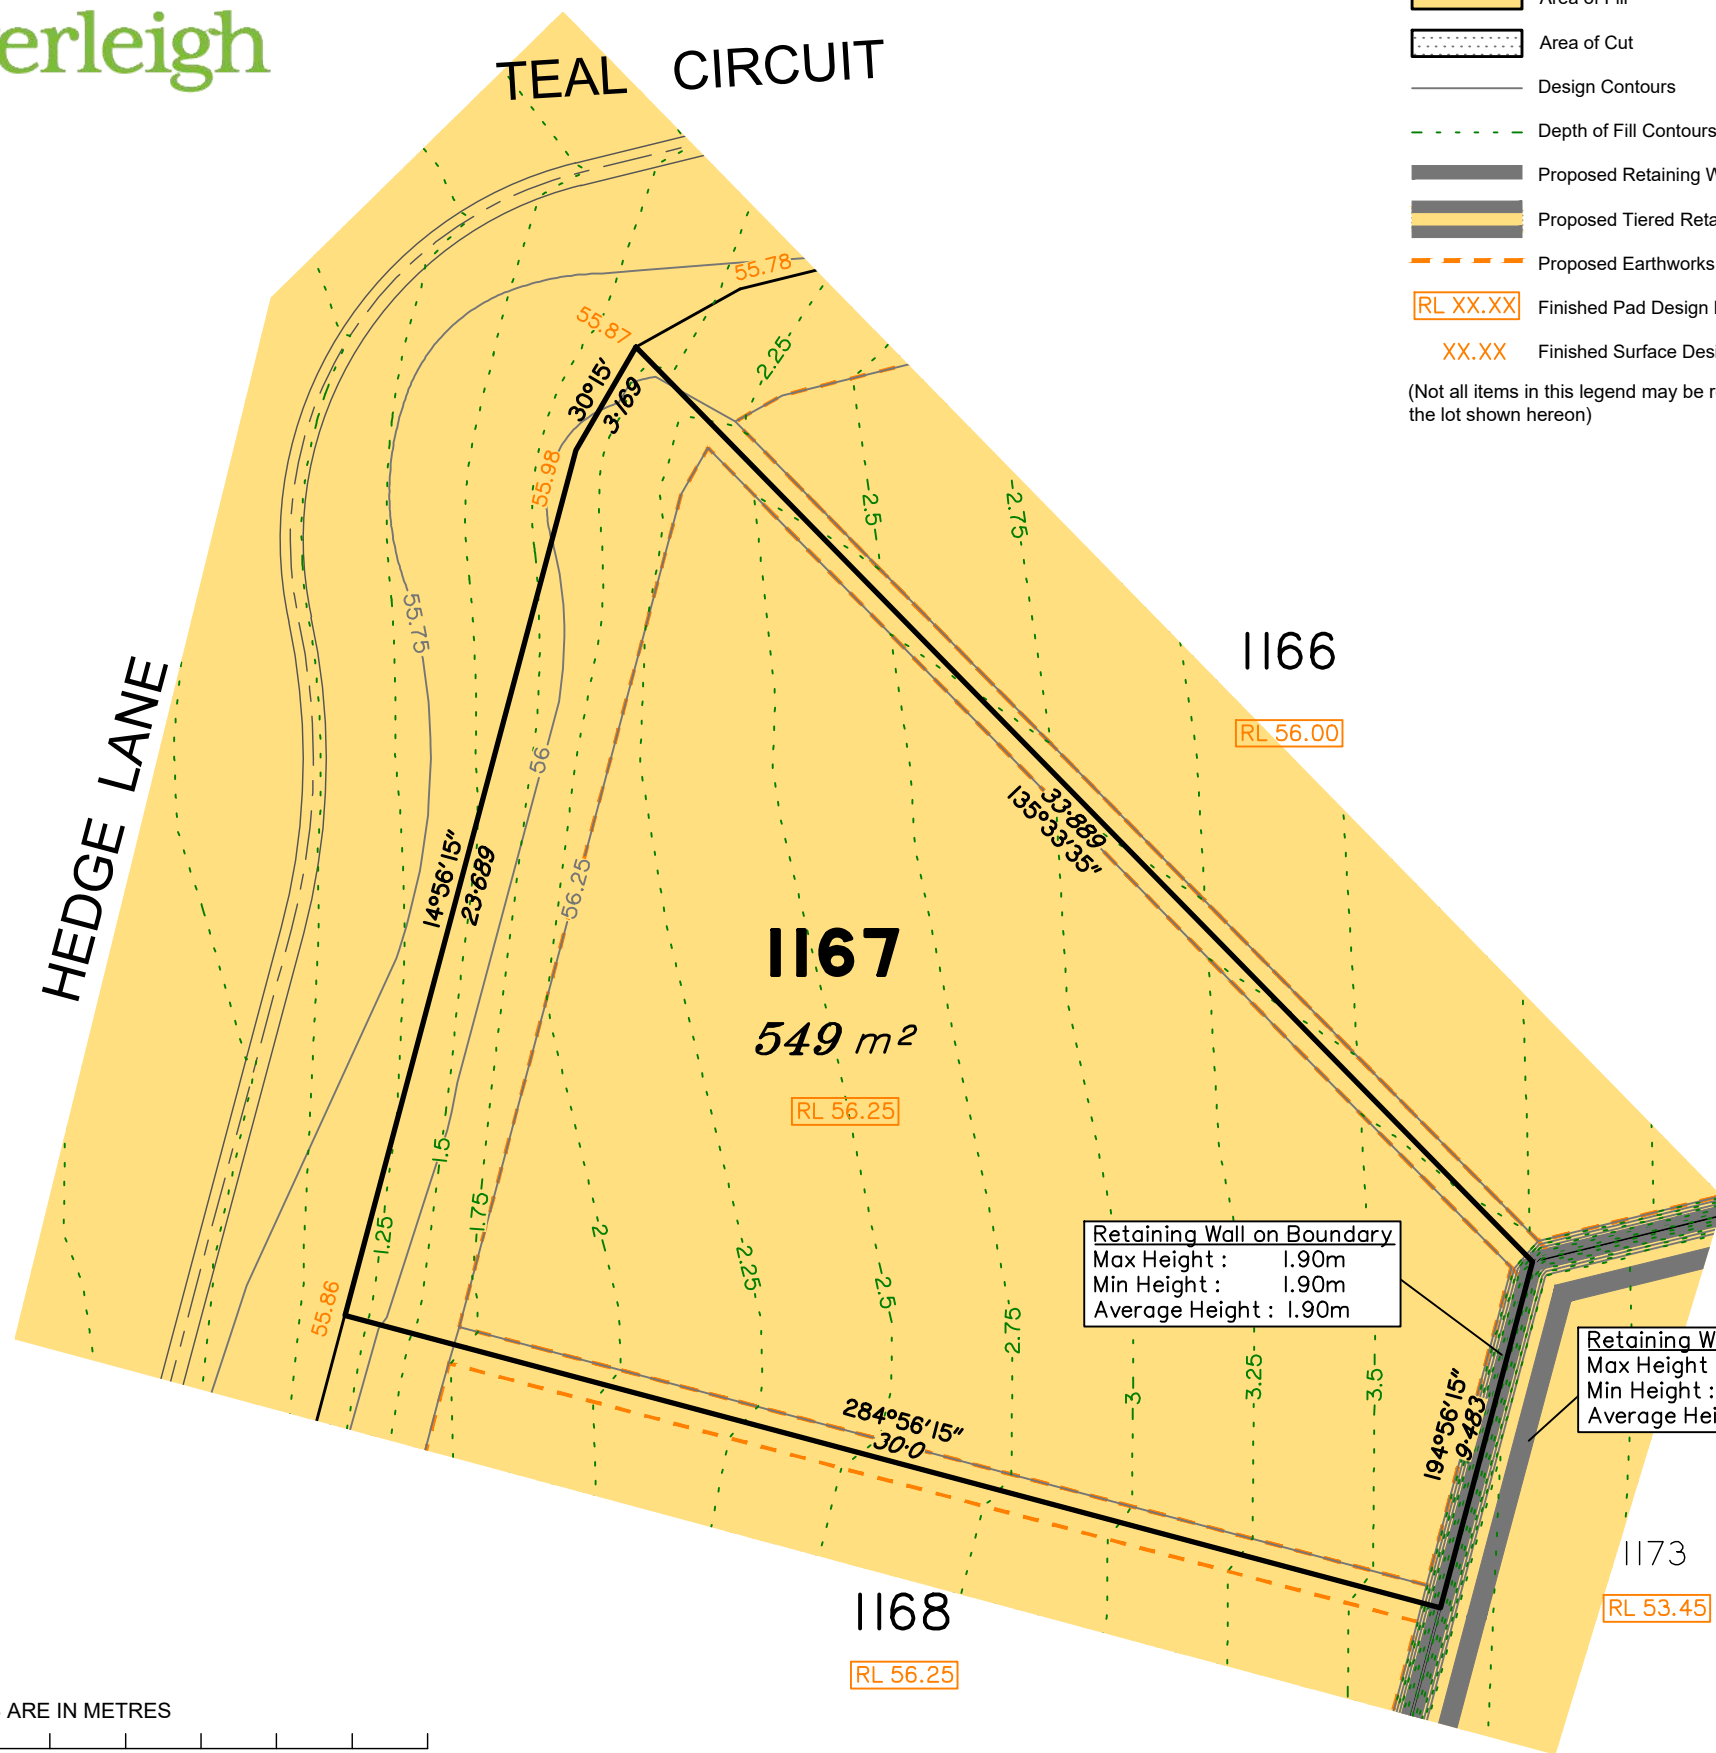 erleigh
TEAL CIRCUIT
HEDGE LANE
Area of Fill
Area of Cut
Design Contours
Depth of Fill Contours
Proposed Retaining W
Proposed Tiered Reta
Proposed Earthworks
RL XX.XX Finished Pad Design
XX.XX Finished Surface Desi
(Not all items in this legend may be r
the lot shown hereon)
55.78
55.87
30°15'
3·169
2.25
55.98
2.5
2.75
55.75
1166
RL 56.00
56
33·889
135°33'35"
14°56'15"
23·689
56.25
1167
549 m²
RL 56.25
1.5
1.25
1.75
2
2.25
2.5
2.75
3
3.25
3.5
55.86
Retaining Wall on Boundary
Max Height : 1.90m
Min Height : 1.90m
Average Height : 1.90m
Retaining W
Max Height
Min Height :
Average Hei
284°56'15"
30·0
194°56'15"
9·483
1173
RL 53.45
1168
RL 56.25
ARE IN METRES